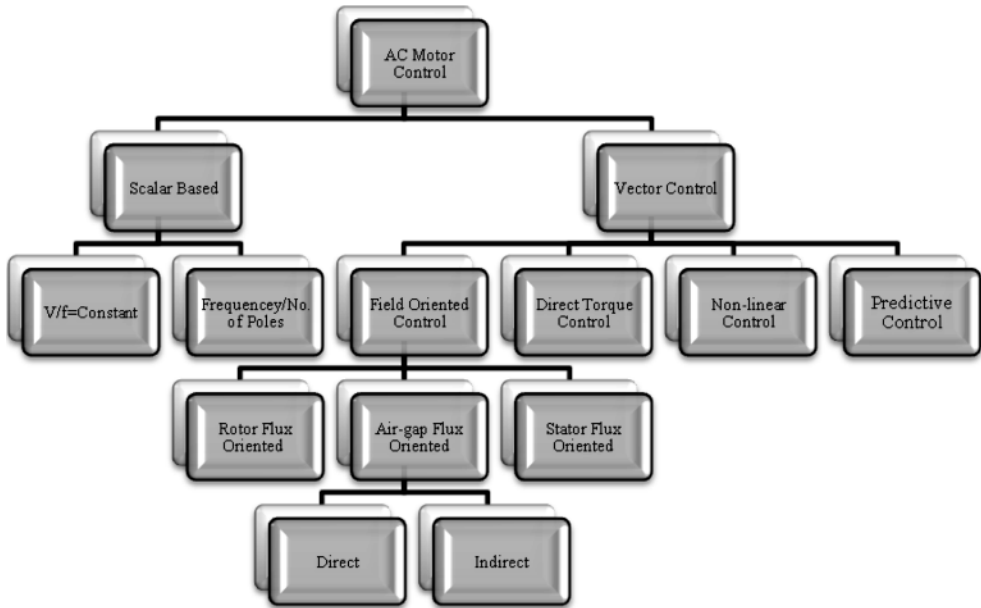 AC Motor
Control
Scalar Based
Vector Control
V/f=Constant
Frequencey/No.
of Poles
Field Oriented
Control
Direct Torque
Control
Non-linear
Control
Predictive
Control
Rotor Flux
Oriented
Air-gap Flux
Oriented
Stator Flux
Oriented
Direct
Indirect